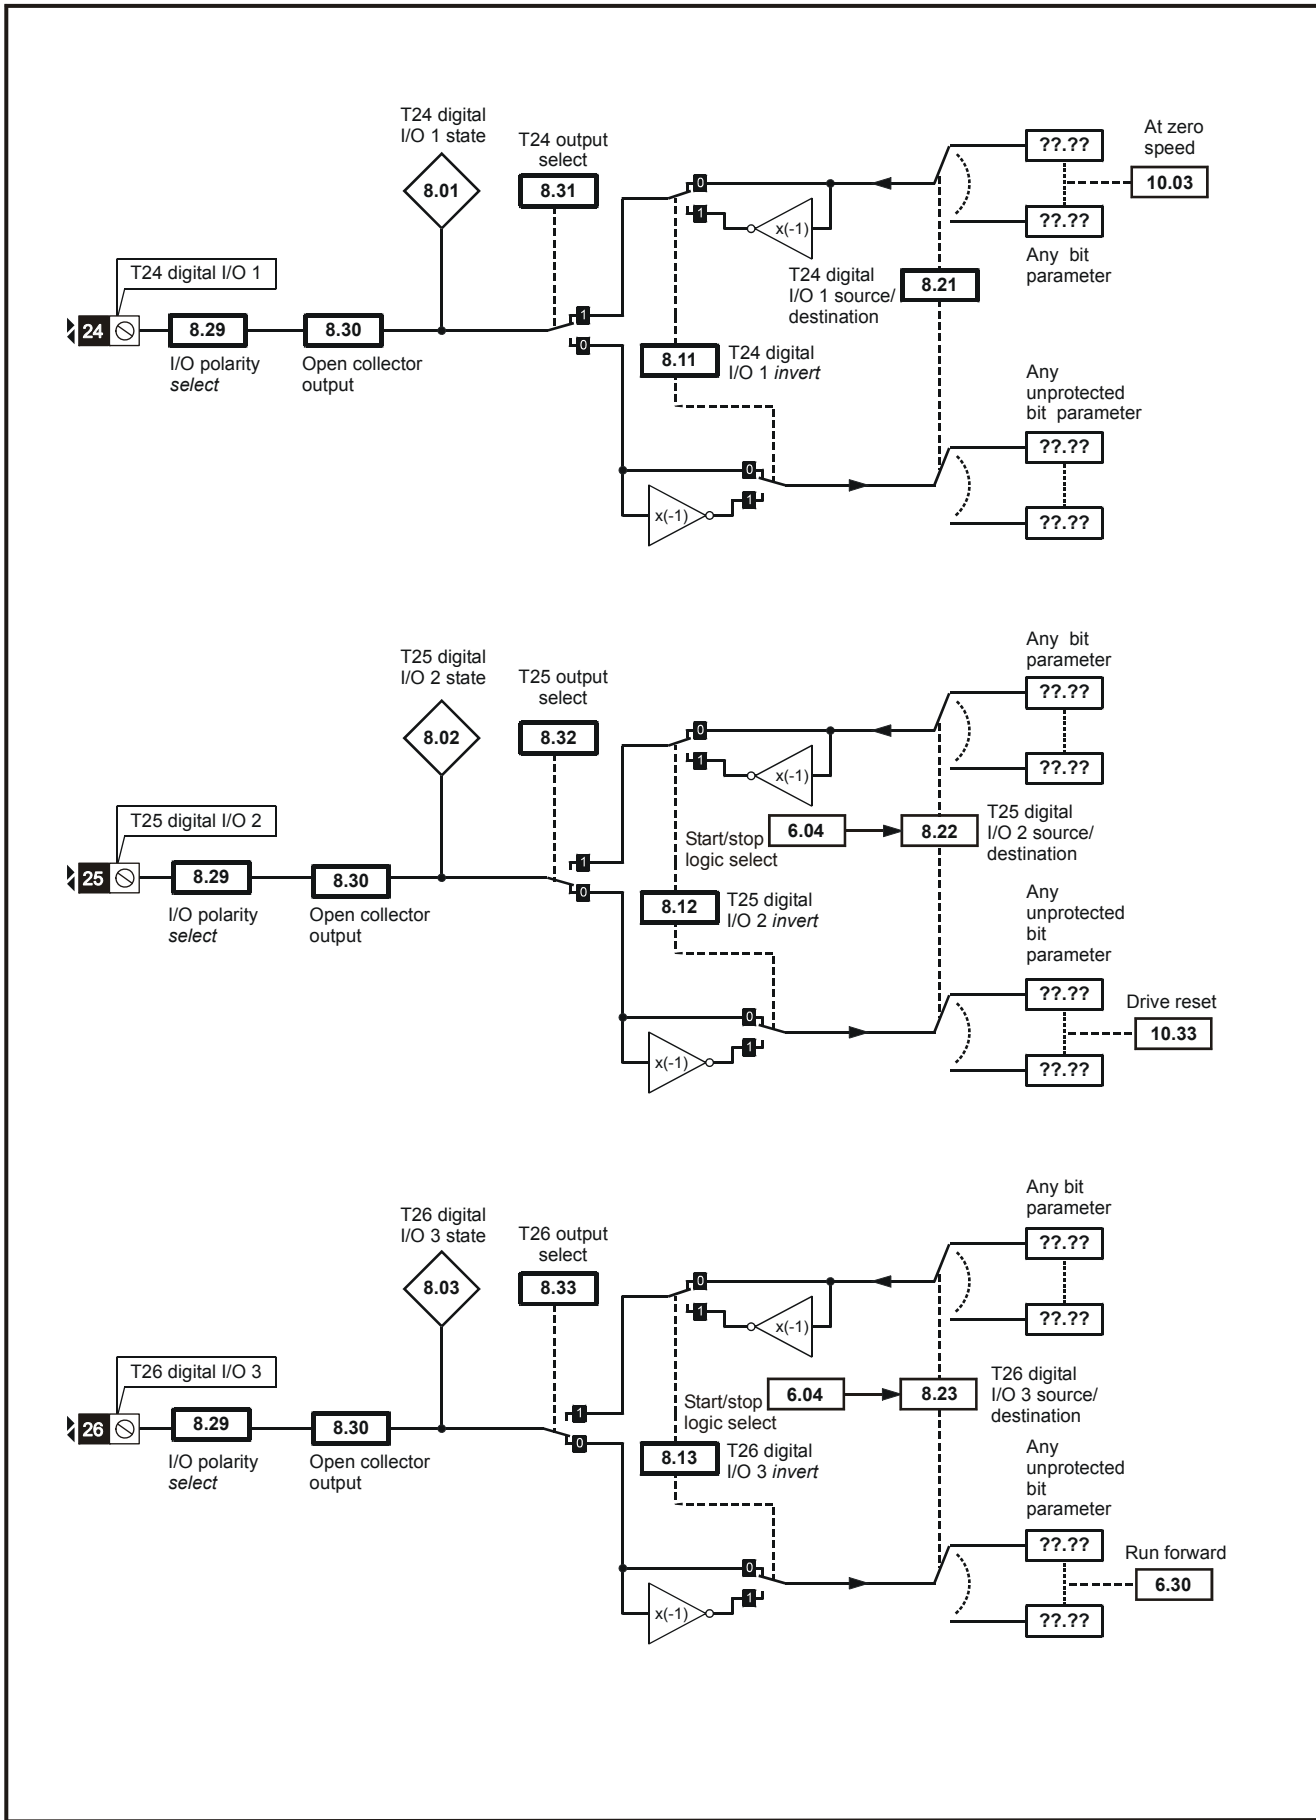 T24 digital
I/O 1 state
8.01
T24 output
select
8.31
0
1
x(-1)
??.??
??.??
Any bit
parameter
At zero
speed
10.03
T24 digital I/O 1
24
8.29
I/O polarity
select
8.30
Open collector
output
1
0
T24 digital
I/O 1 source/
destination
8.21
8.11
T24 digital
I/O 1 invert
Any
unprotected
bit parameter
??.??
??.??
0
1
x(-1)
T25 digital
I/O 2 state
8.02
T25 output
select
8.32
0
1
x(-1)
Any bit
parameter
??.??
??.??
T25 digital I/O 2
25
8.29
I/O polarity
select
8.30
Open collector
output
1
0
Start/stop
logic select
6.04
8.22
T25 digital
I/O 2 source/
destination
8.12
T25 digital
I/O 2 invert
Any
unprotected
bit
parameter
??.??
??.??
Drive reset
10.33
0
1
x(-1)
T26 digital
I/O 3 state
8.03
T26 output
select
8.33
0
1
x(-1)
Any bit
parameter
??.??
??.??
T26 digital I/O 3
26
8.29
I/O polarity
select
8.30
Open collector
output
1
0
Start/stop
logic select
6.04
8.23
T26 digital
I/O 3 source/
destination
8.13
T26 digital
I/O 3 invert
Any
unprotected
bit
parameter
??.??
??.??
Run forward
6.30
0
1
x(-1)